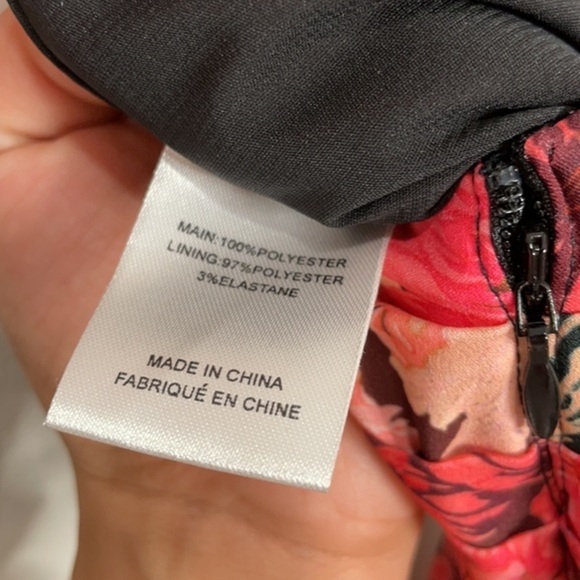 MAIN:100%POLYESTER
LINING:97%POLYESTER
3%ELASTANE
MADE IN CHINA
FABRIQUÉ EN CHINE